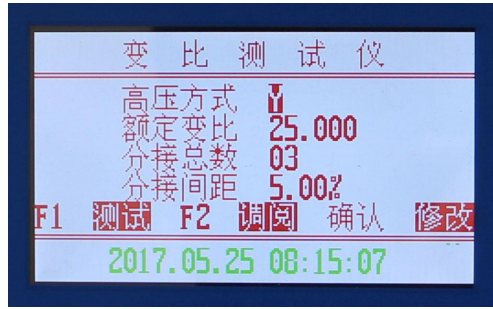 变比测试仪
高压方式 Y
额定变比 25.000
分接总数 03
分接间距 5.00%
F1 测试 F2 调阅 确认 修改
2017.05.25 08:15:07